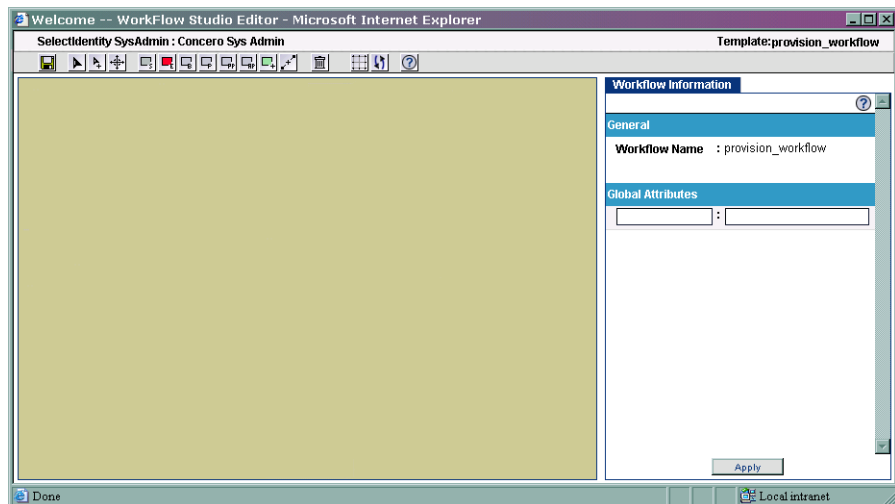 Welcome -- WorkFlow Studio Editor - Microsoft Internet Explorer
SelectIdentity SysAdmin : Concero Sys Admin
Template:provision_workflow
Workflow Information
General
Workflow Name : provision_workflow
Global Attributes
:
Apply
Done
Local intranet